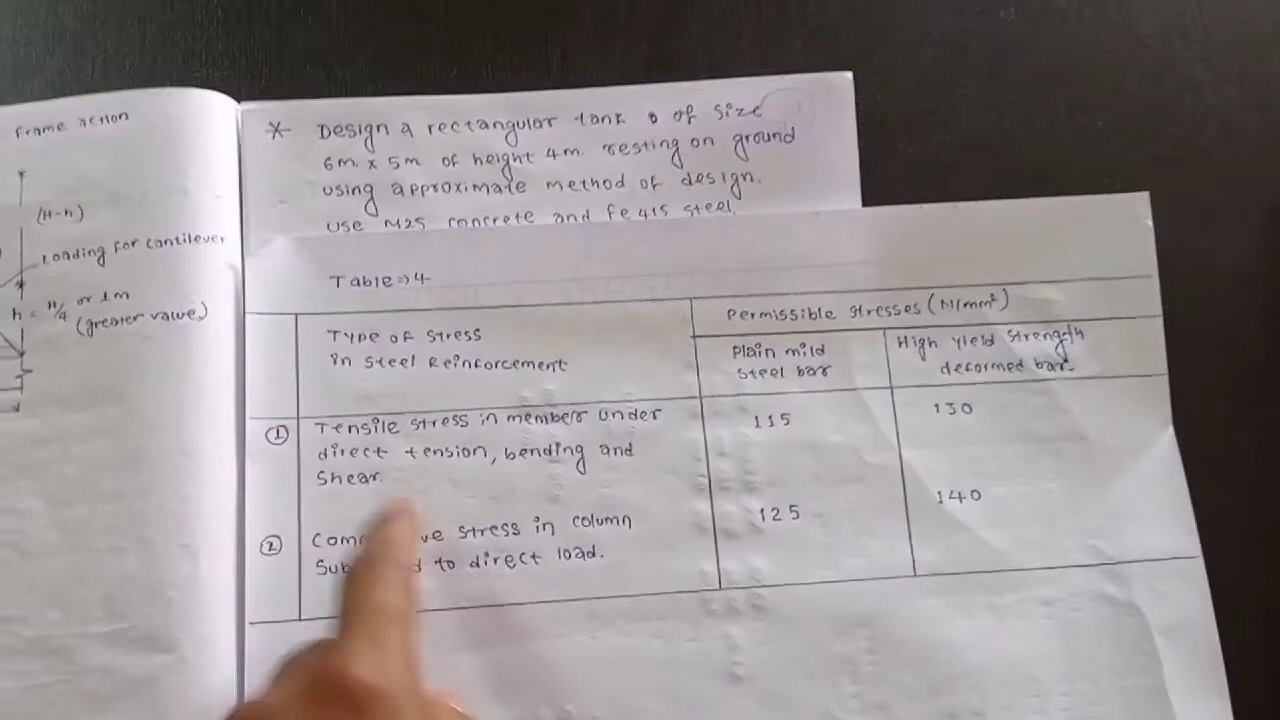 Frame action
(H-h)
Loading for cantilever
h = H/4 or 1m
(greater value)
* Design a rectangular tank of size
6m x 5m of height 4m. resting on ground
using approximate method of design.
use M25 concrete and fe 415 steel.
Table => 4
Type of stress
in steel Reinforcement
Permissible stresses (N/mm²)
Plain mild
steel bar
High yield strength
deformed bar.
① Tensile stress in member under
direct tension, bending and
shear.
115
130
② stress in column
to direct load.
125
140